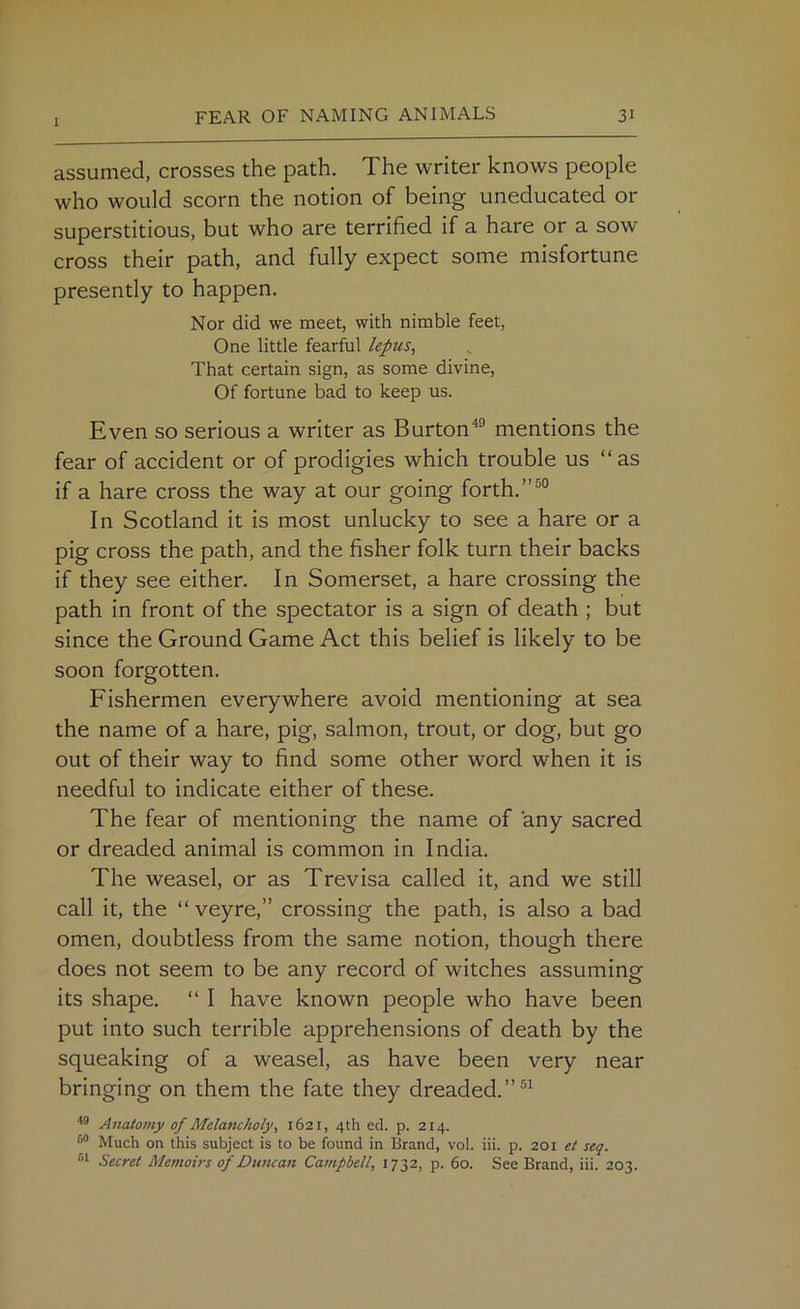 I
FEAR OF NAMING ANIMALS 31
assumed, crosses the path. The writer knows people
who would scorn the notion of being uneducated or
superstitious, but who are terrified if a hare or a sow
cross their path, and fully expect some misfortune
presently to happen.
Nor did we meet, with nimble feet,
One little fearful lepus,
That certain sign, as some divine,
Of fortune bad to keep us.
Even so serious a writer as Burton⁴⁹ mentions the
fear of accident or of prodigies which trouble us “as
if a hare cross the way at our going forth.”⁵⁰
In Scotland it is most unlucky to see a hare or a
pig cross the path, and the fisher folk turn their backs
if they see either. In Somerset, a hare crossing the
path in front of the spectator is a sign of death ; but
since the Ground Game Act this belief is likely to be
soon forgotten.
Fishermen everywhere avoid mentioning at sea
the name of a hare, pig, salmon, trout, or dog, but go
out of their way to find some other word when it is
needful to indicate either of these.
The fear of mentioning the name of any sacred
or dreaded animal is common in India.
The weasel, or as Trevisa called it, and we still
call it, the “veyre,” crossing the path, is also a bad
omen, doubtless from the same notion, though there
does not seem to be any record of witches assuming
its shape. “I have known people who have been
put into such terrible apprehensions of death by the
squeaking of a weasel, as have been very near
bringing on them the fate they dreaded.”⁵¹
⁴⁹ Anatomy of Melancholy, 1621, 4th ed. p. 214.
⁵⁰ Much on this subject is to be found in Brand, vol. iii. p. 201 et seq.
⁵¹ Secret Memoirs of Duncan Campbell, 1732, p. 60. See Brand, iii. 203.